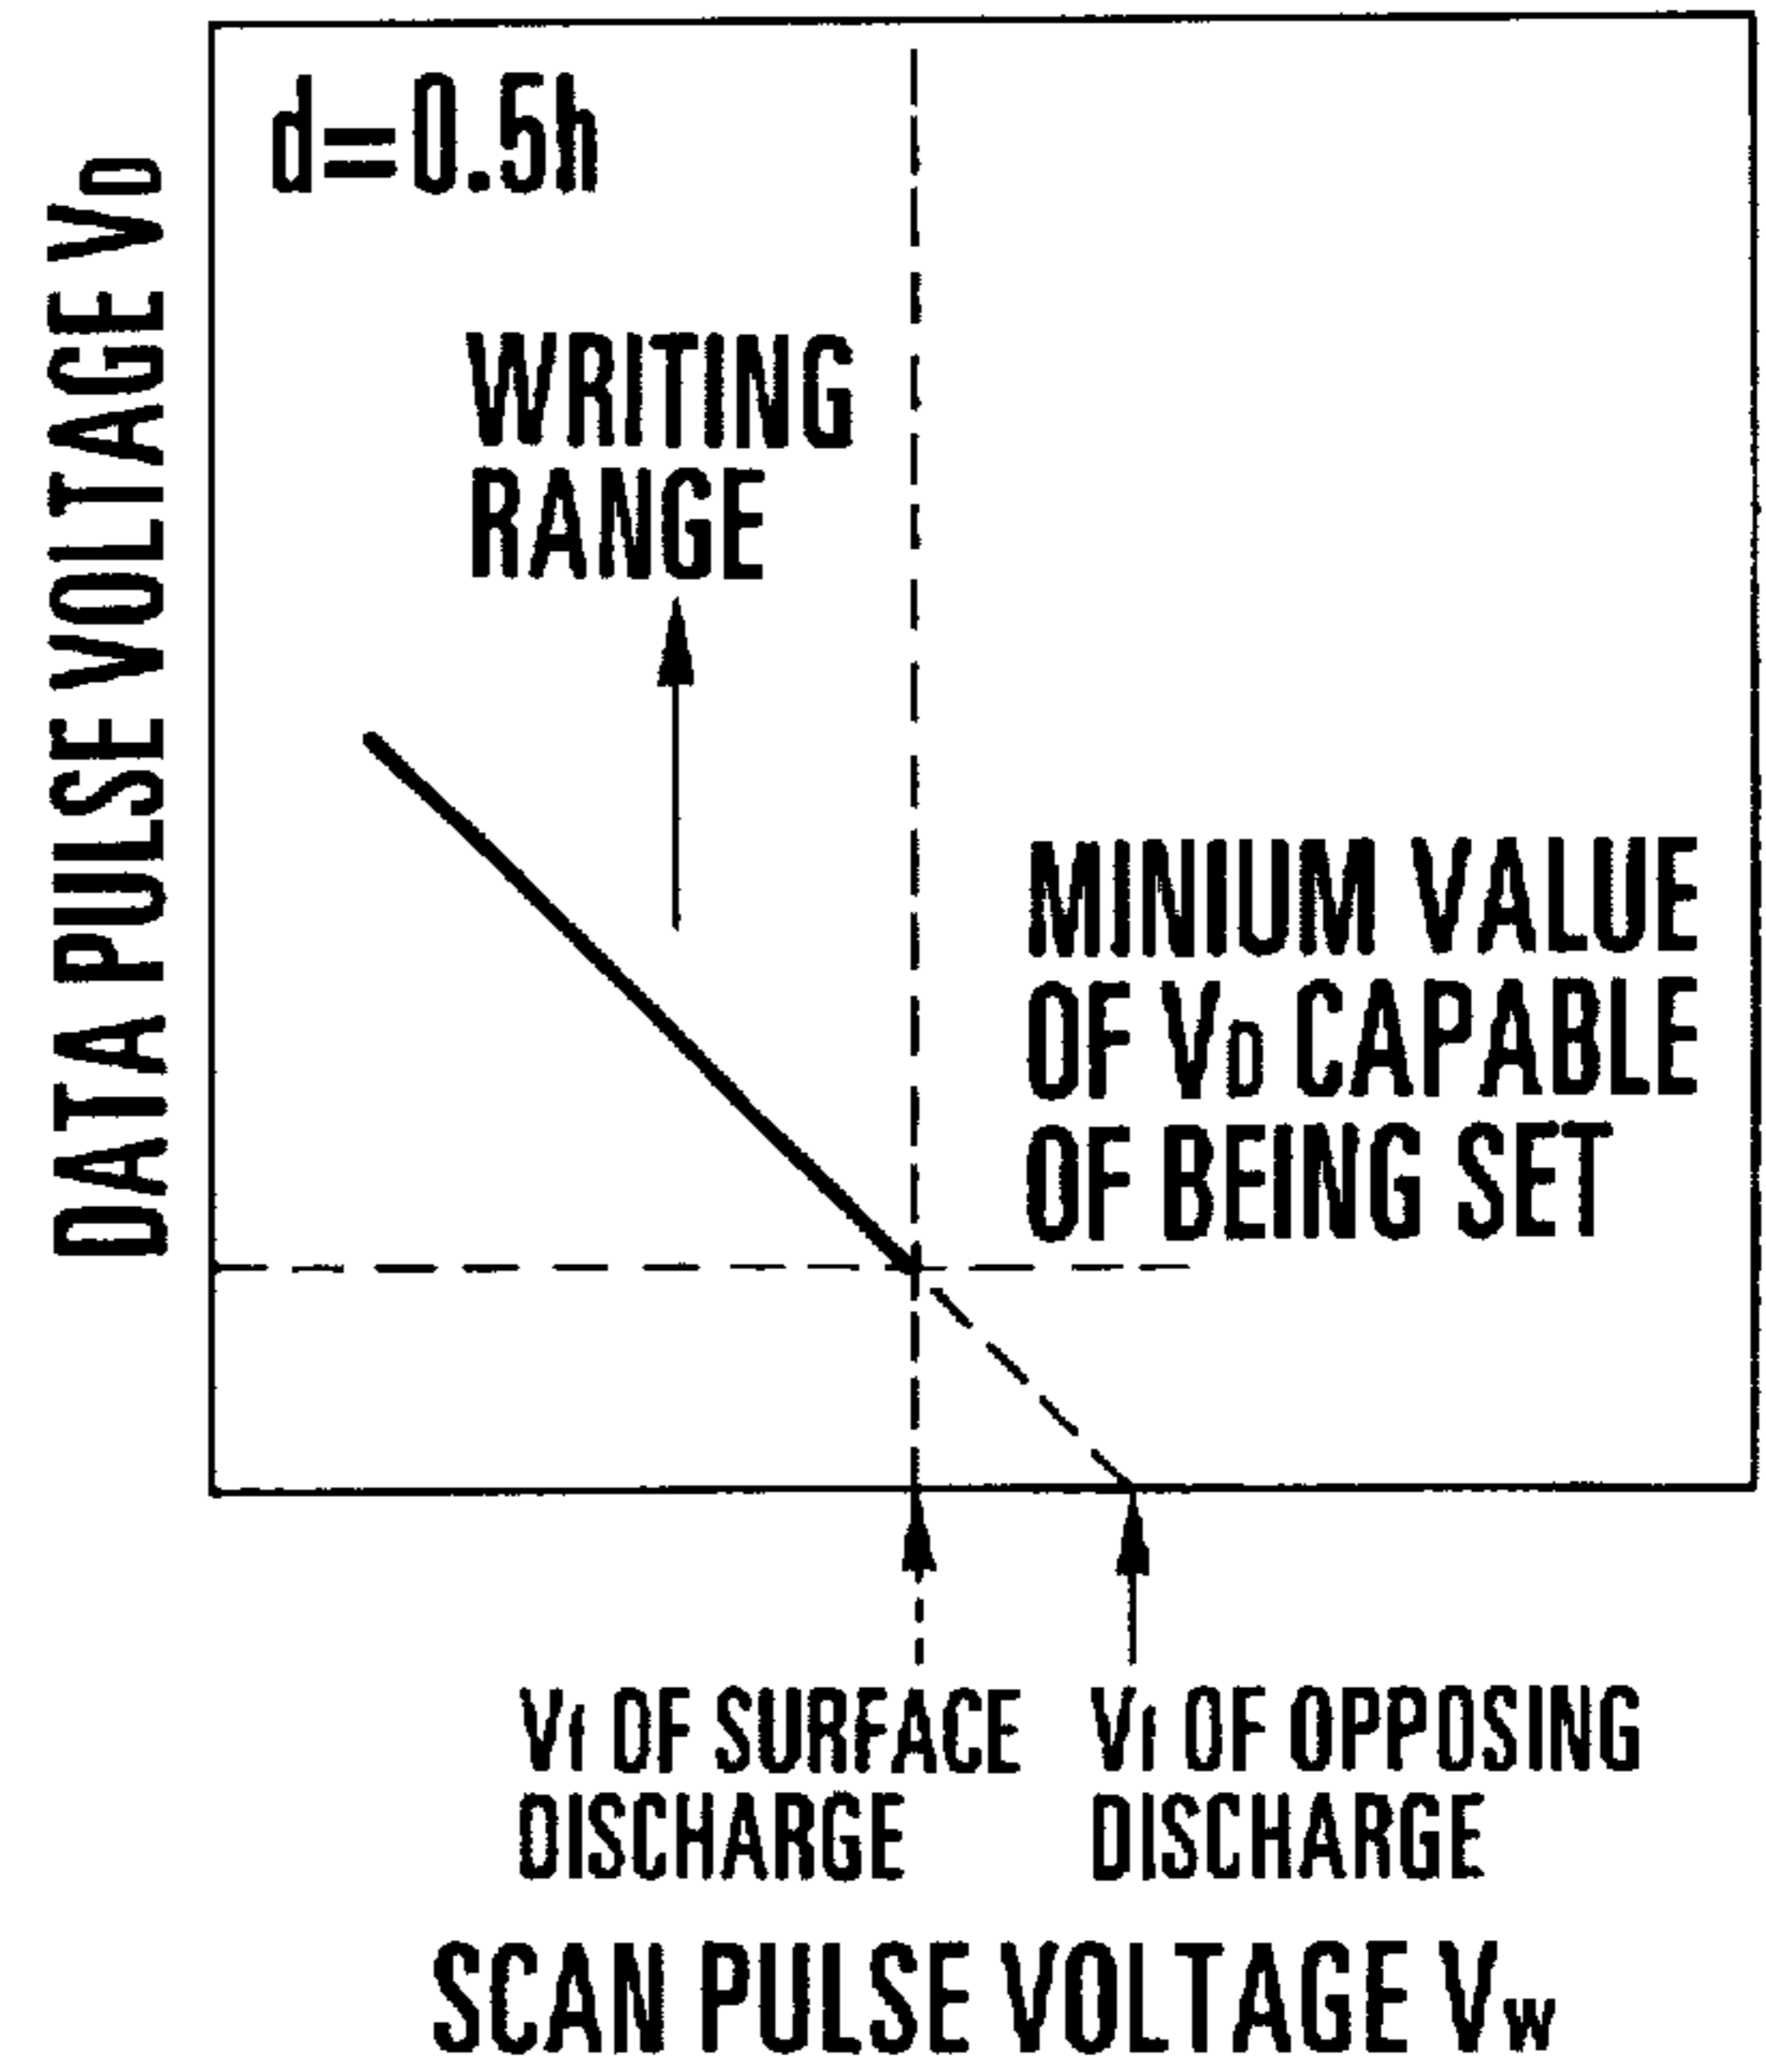 d=0.5h
DATA PULSE VOLTAGE VD
WRITING
RANGE
MINIUM VALUE
OF VD CAPABLE
OF BEING SET
Vf OF SURFACE
DISCHARGE
Vf OF OPPOSING
DISCHARGE
SCAN PULSE VOLTAGE VW